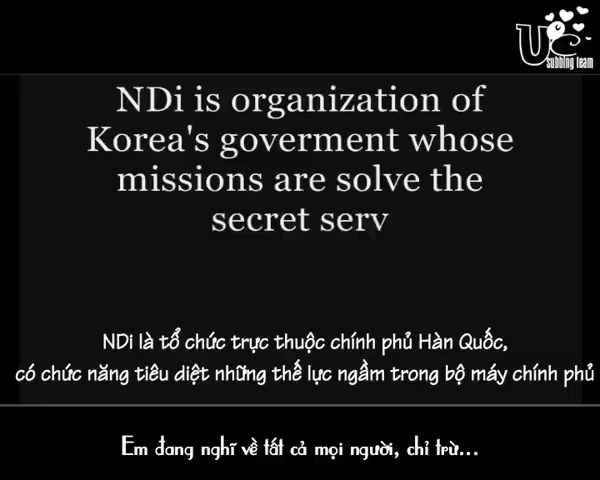 UC
subbing team
NDi is organization of
Korea's goverment whose
missions are solve the
secret serv
NDi là tổ chức trực thuộc chính phủ Hàn Quốc,
có chức năng tiêu diệt những thế lực ngầm trong bộ máy chính phủ
Em đang nghĩ về tất cả mọi người, chỉ trừ...